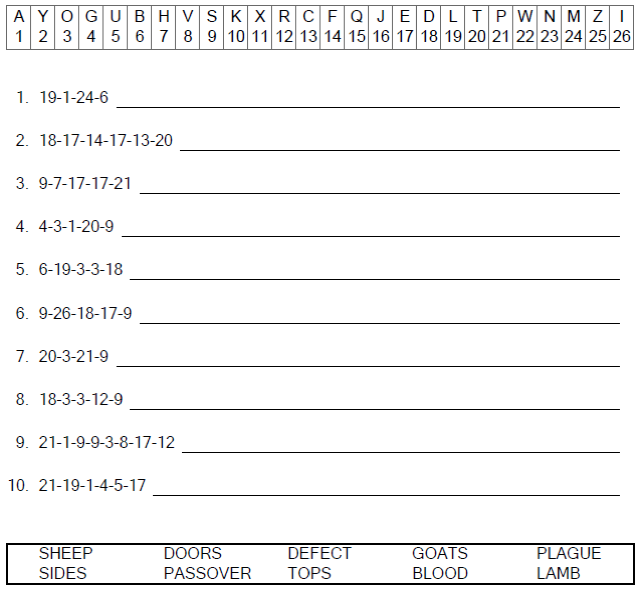 A Y O G U B H V S K X R C F Q J E D L T P W N M Z I
1 2 3 4 5 6 7 8 9 10 11 12 13 14 15 16 17 18 19 20 21 22 23 24 25 26
1. 19-1-24-6
2. 18-17-14-17-13-20
3. 9-7-17-17-21
4. 4-3-1-20-9
5. 6-19-3-3-18
6. 9-26-18-17-9
7. 20-3-21-9
8. 18-3-3-12-9
9. 21-1-9-9-3-8-17-12
10. 21-19-1-4-5-17
SHEEP DOORS DEFECT GOATS PLAGUE
SIDES PASSOVER TOPS BLOOD LAMB